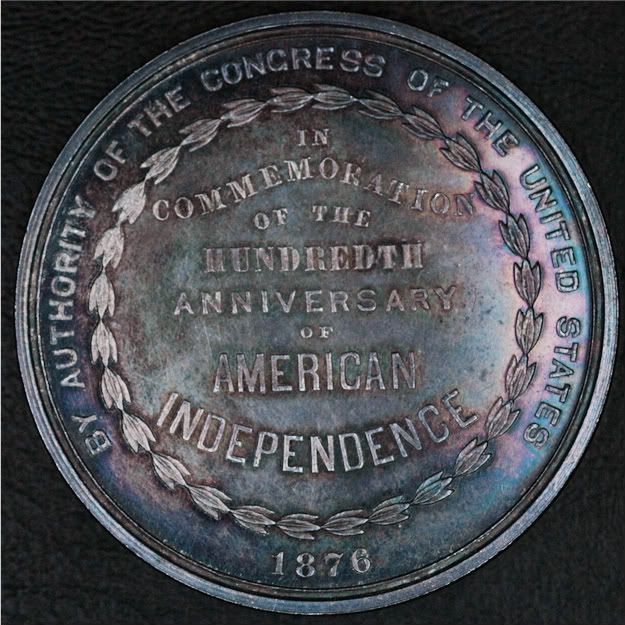 BY AUTHORITY OF THE CONGRESS OF THE UNITED STATES
IN
COMMEMORATION
OF THE
HUNDREDTH
ANNIVERSARY
OF
AMERICAN
INDEPENDENCE
1876